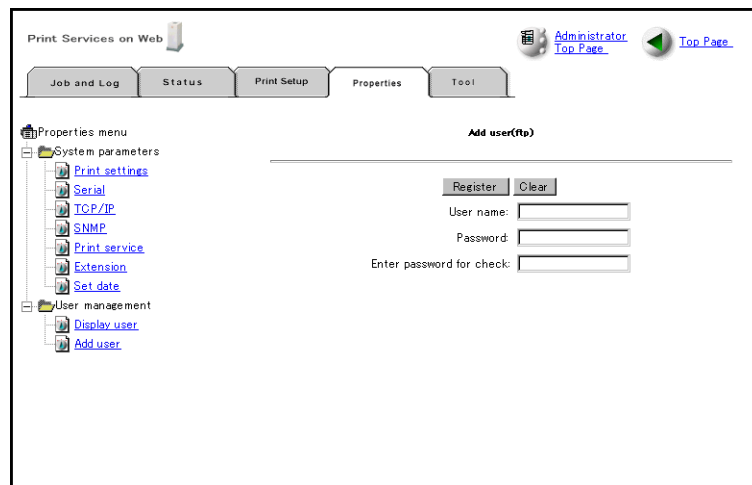 Print Services on Web
Administrator
Top Page
Top Page
Job and Log
Status
Print Setup
Properties
Tool
Properties menu
System parameters
Print settings
Serial
TCP/IP
SNMP
Print service
Extension
Set date
User management
Display user
Add user
Add user(ftp)
Register
Clear
User name:
Password:
Enter password for check: